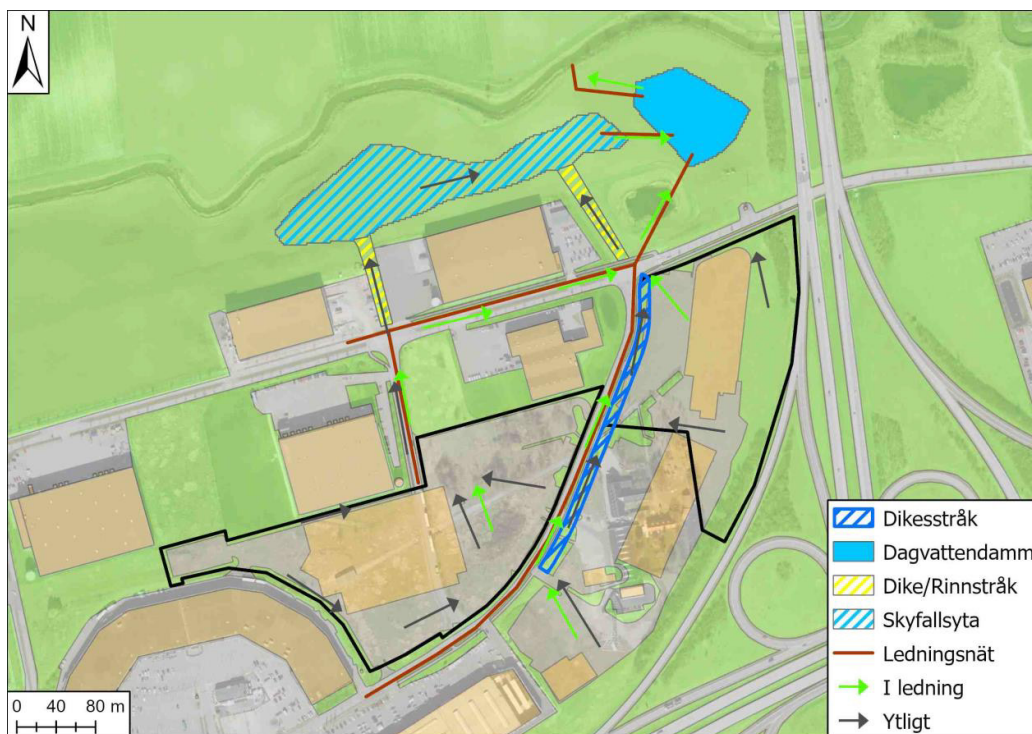 N
Dikesstråk
Dagvattendamm
Dike/Rinnstråk
Skyfallsyta
Ledningsnät
I ledning
Ytligt
0 40 80 m